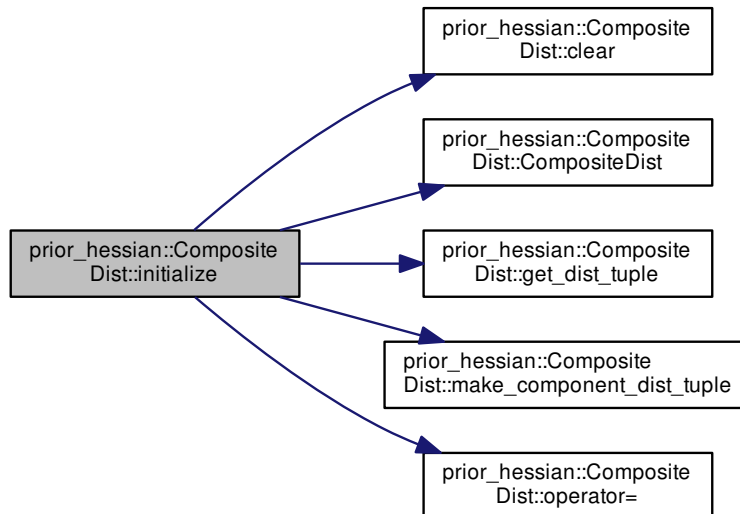 prior_hessian::Composite
Dist::clear
prior_hessian::Composite
Dist::CompositeDist
prior_hessian::Composite
Dist::initialize
prior_hessian::Composite
Dist::get_dist_tuple
prior_hessian::Composite
Dist::make_component_dist_tuple
prior_hessian::Composite
Dist::operator=